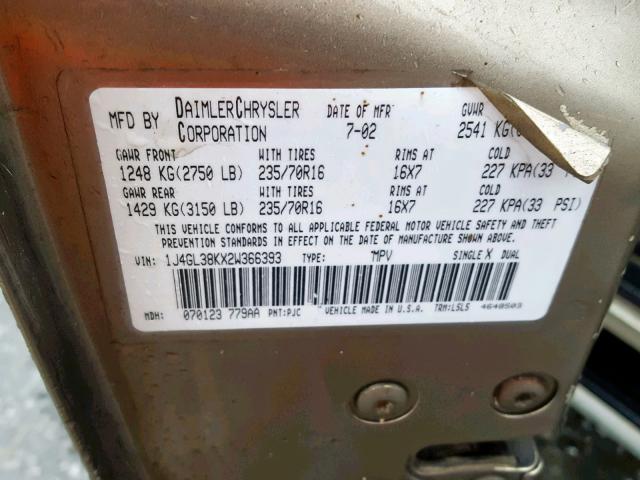 MFD BY DAIMLERCHRYSLER CORPORATION DATE OF MFR 7-02 GVWR 2541 KG(
GAWR FRONT WITH TIRES RIMS AT COLD
1248 KG(2750 LB) 235/70R16 16X7 227 KPA(33
GAWR REAR WITH TIRES RIMS AT COLD
1429 KG(3150 LB) 235/70R16 16X7 227 KPA(33 PSI)
THIS VEHICLE CONFORMS TO ALL APPLICABLE FEDERAL MOTOR VEHICLE SAFETY AND THEFT
PREVENTION STANDARDS IN EFFECT ON THE DATE OF MANUFACTURE SHOWN ABOVE.
VIN: 1J4GL38KX2W366393 TYPE: MPV SINGLE X DUAL
MDH: 070123 779AA PNT:PJC VEHICLE MADE IN U.S.A. TRM:LSL5 4648503